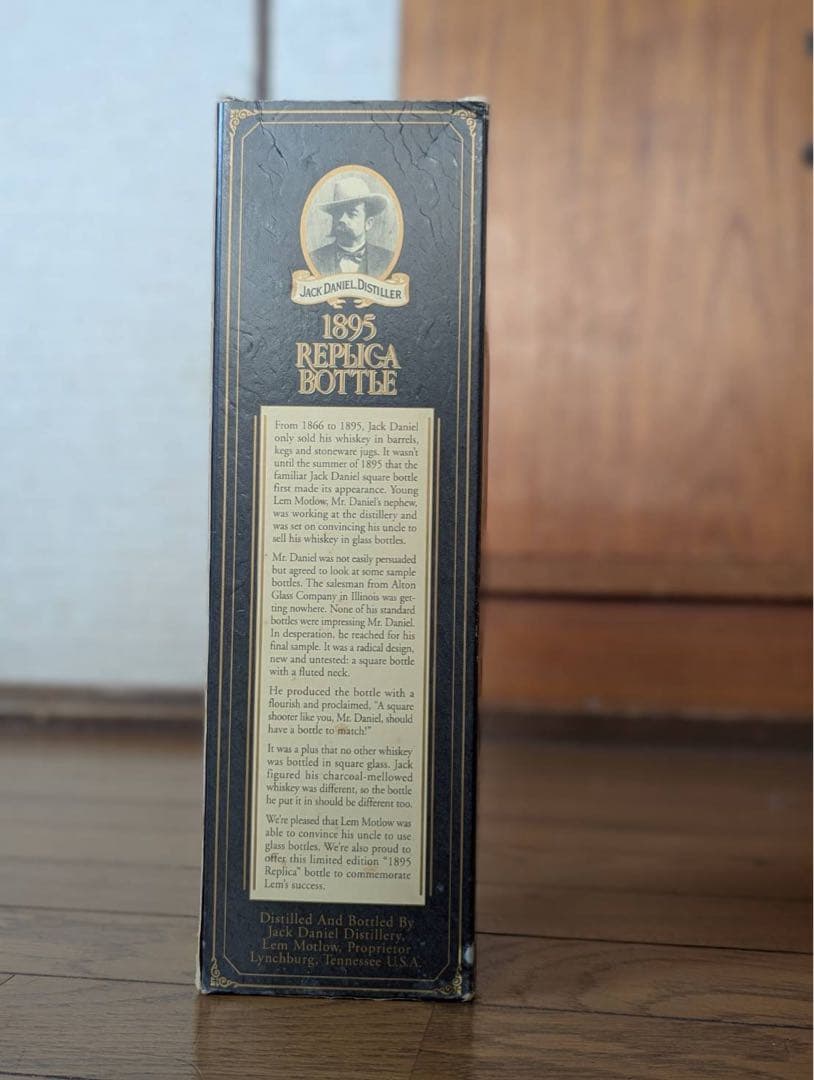 JACK DANIEL. DISTILLER
1895
REPLICA
BOTTLE
From 1866 to 1895, Jack Daniel
only sold his whiskey in barrels,
kegs and stoneware jugs. It wasn't
until the summer of 1895 that the
familiar Jack Daniel square bottle
first made its appearance. Young
Lem Motlow, Mr. Daniel's nephew,
was working at the distillery and
was set on convincing his uncle to
sell his whiskey in glass bottles.
Mr. Daniel was not easily persuaded
but agreed to look at some sample
bottles. The salesman from Alton
Glass Company in Illinois was get-
ting nowhere. None of his standard
bottles were impressing Mr. Daniel.
In desperation, he reached for his
final sample. It was a radical design,
new and untested: a square bottle
with a fluted neck.
He produced the bottle with a
flourish and proclaimed, "A square
shooter like you, Mr. Daniel, should
have a bottle to match!"
It was a plus that no other whiskey
was bottled in square glass. Jack
figured his charcoal-mellowed
whiskey was different, so the bottle
he put it in should be different too.
We're pleased that Lem Motlow was
able to convince his uncle to use
glass bottles. We're also proud to
offer this limited edition "1895
Replica" bottle to commemorate
Lem's success.
Distilled And Bottled By
Jack Daniel Distillery,
Lem Motlow, Proprietor
Lynchburg, Tennessee U.S.A.